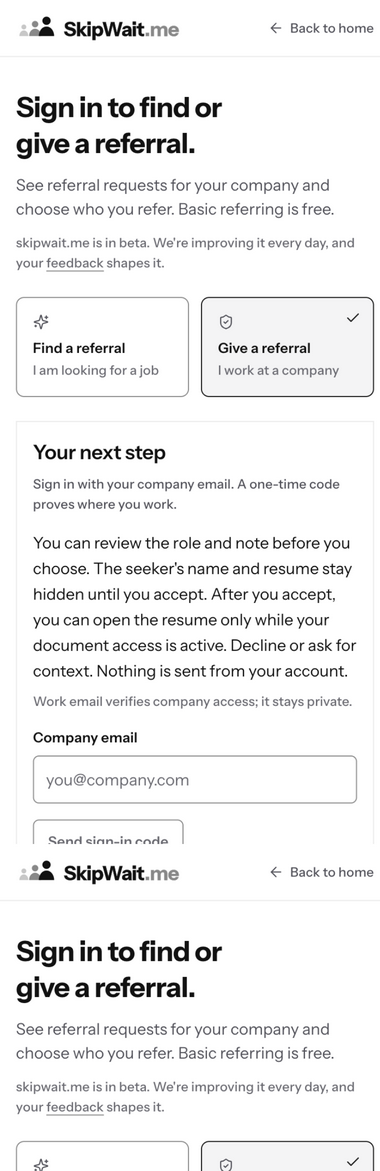 SkipWait.me
← Back to home
Sign in to find or
give a referral.
See referral requests for your company and
choose who you refer. Basic referring is free.
skipwait.me is in beta. We're improving it every day, and
your feedback shapes it.
Find a referral
I am looking for a job
Give a referral
I work at a company
Your next step
Sign in with your company email. A one-time code
proves where you work.
You can review the role and note before you
choose. The seeker's name and resume stay
hidden until you accept. After you accept,
you can open the resume only while your
document access is active. Decline or ask for
context. Nothing is sent from your account.
Work email verifies company access; it stays private.
Company email
you@company.com
Send sign-in code
SkipWait.me
← Back to home
Sign in to find or
give a referral.
See referral requests for your company and
choose who you refer. Basic referring is free.
skipwait.me is in beta. We're improving it every day, and
your feedback shapes it.